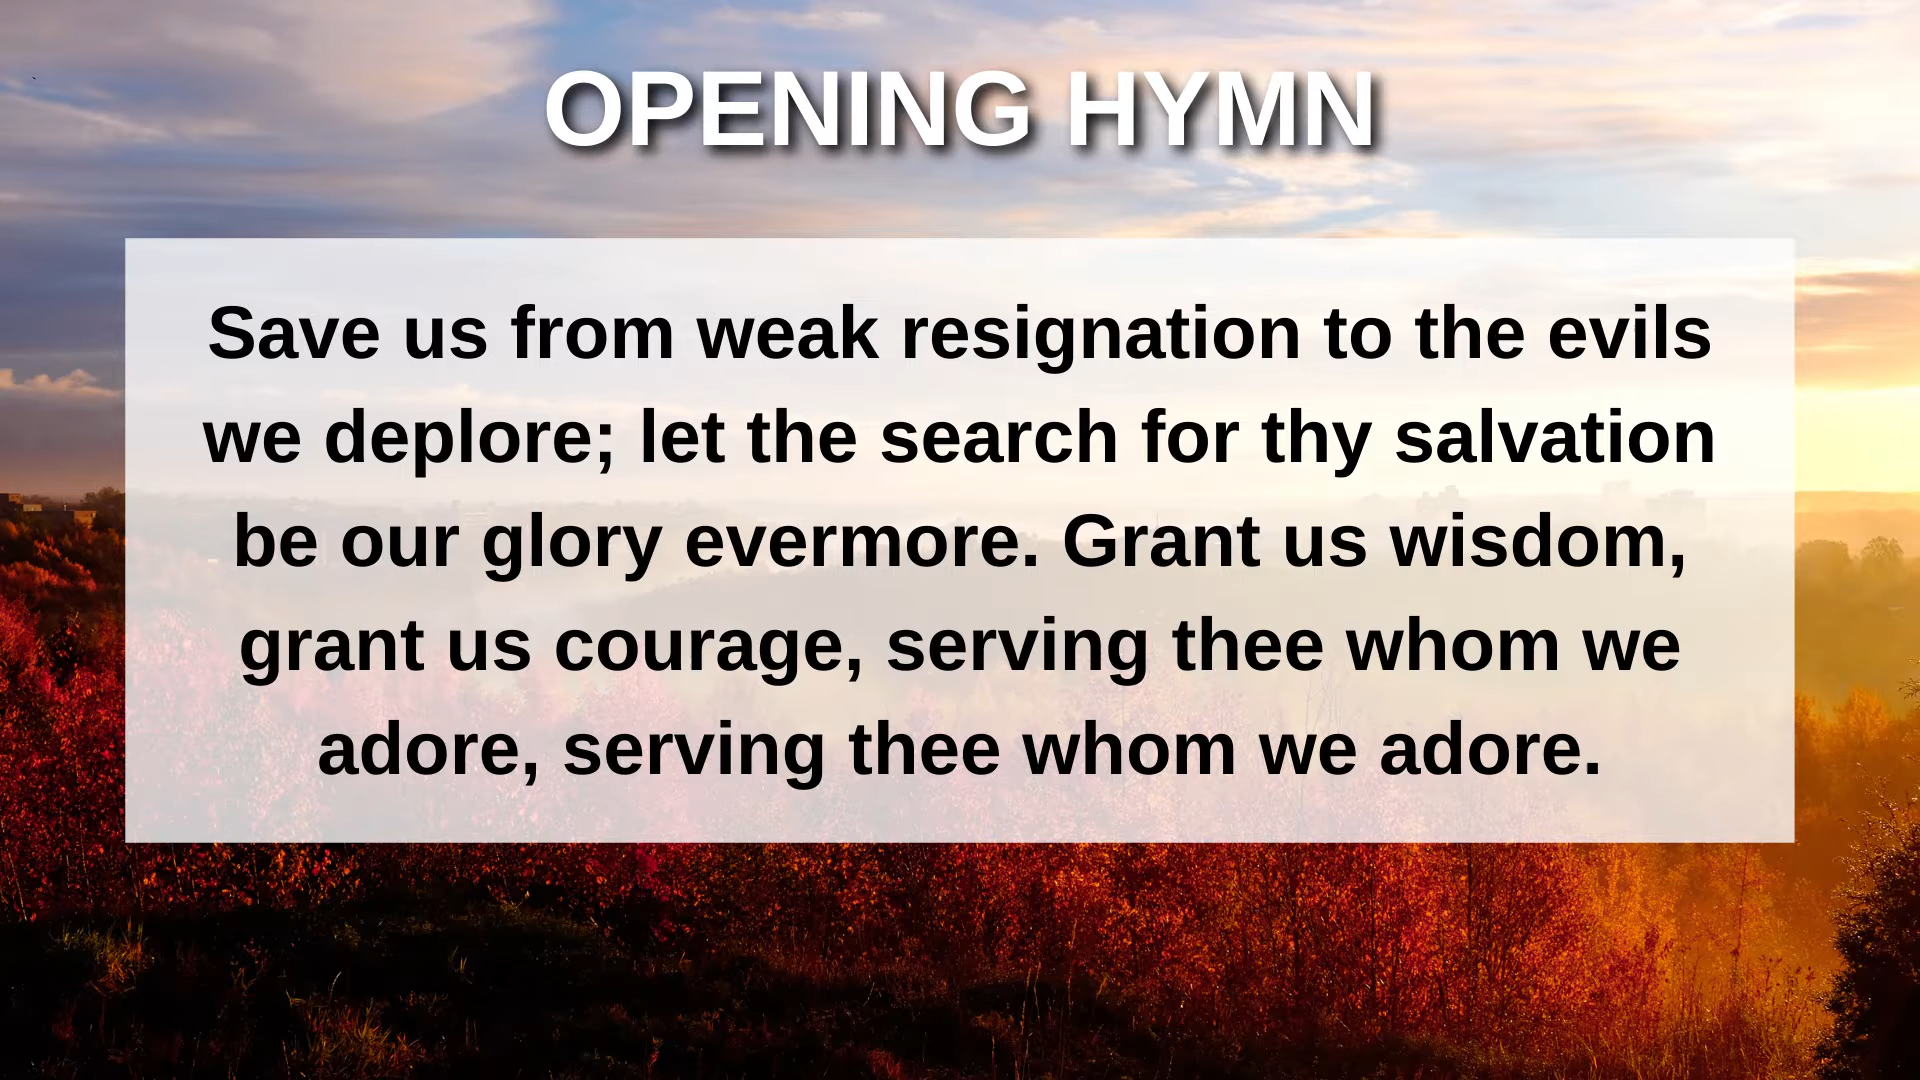 OPENING HYMN
Save us from weak resignation to the evils
we deplore; let the search for thy salvation
be our glory evermore. Grant us wisdom,
grant us courage, serving thee whom we
adore, serving thee whom we adore.